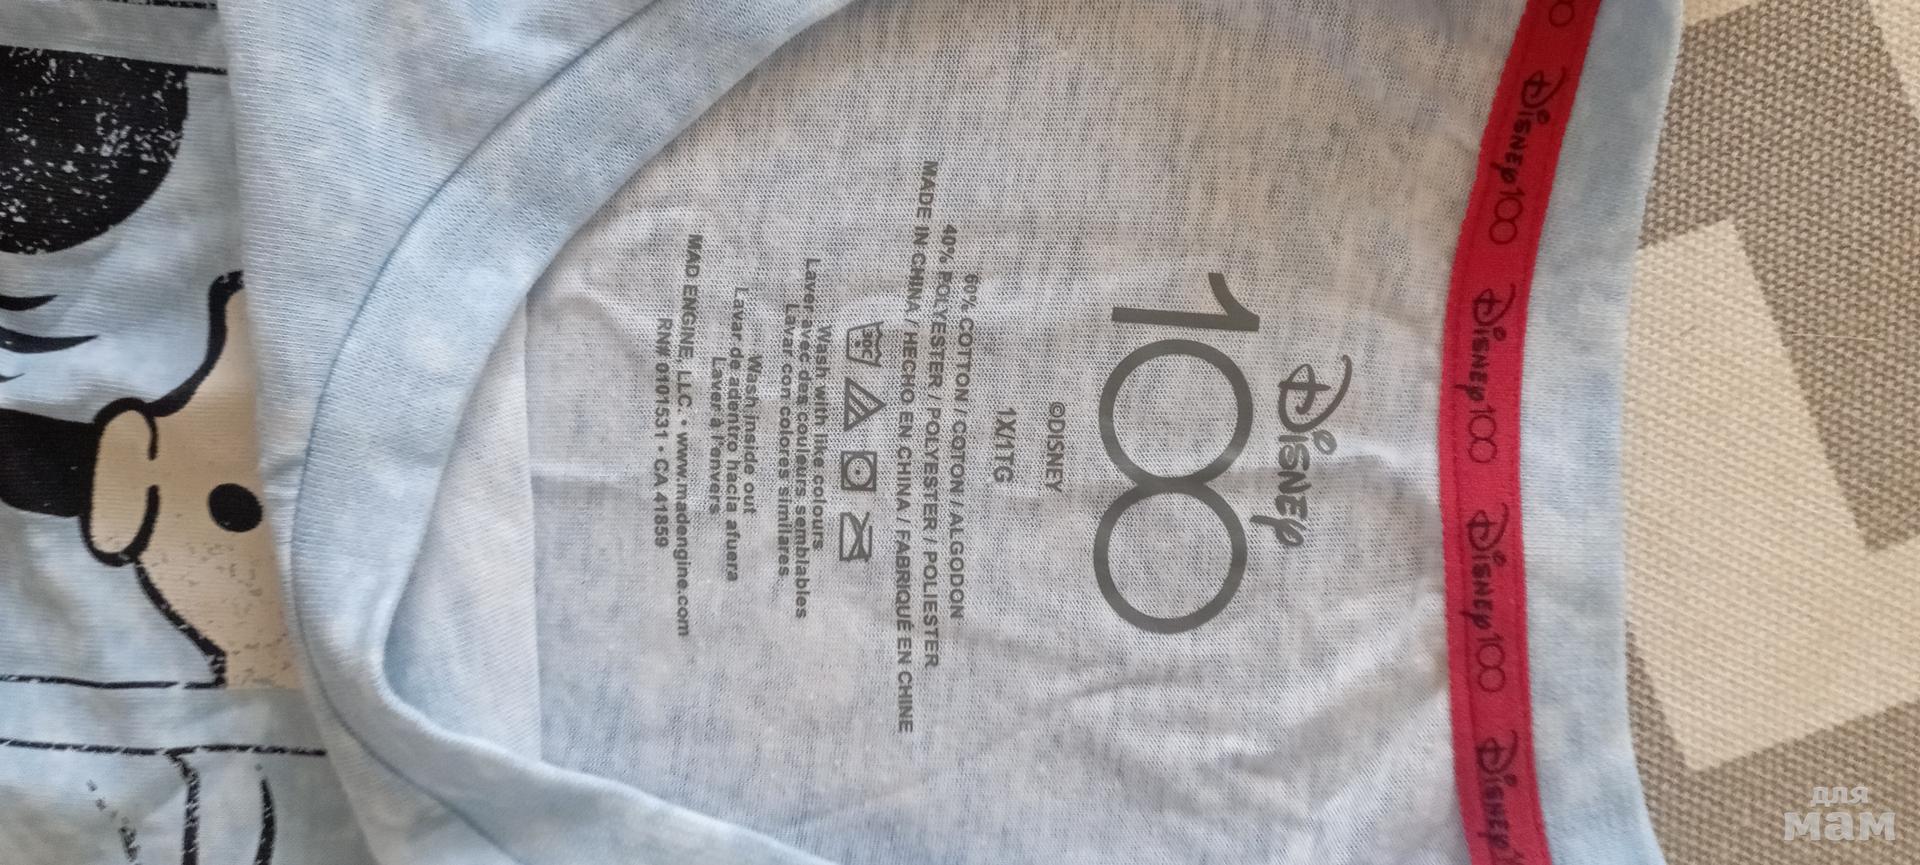 Disney
100
©DISNEY
1X/1TG
60% COTTON / COTON / ALGODON
40% POLYESTER / POLYESTER / POLIESTER
MADE IN CHINA / HECHO EN CHINA / FABRIQUÉ EN CHINE
30C
Wash with like colours
Laver avec des couleurs semblables
Lavar con colores similares
Wash inside out
Lavar de adentro hacia afuera
Laver à l'envers
MAD ENGINE, LLC. • www.madengine.com
RN# 0101531 • CA 41859
100
Disney100
Disney100
Disney100
Disney1
для
мам